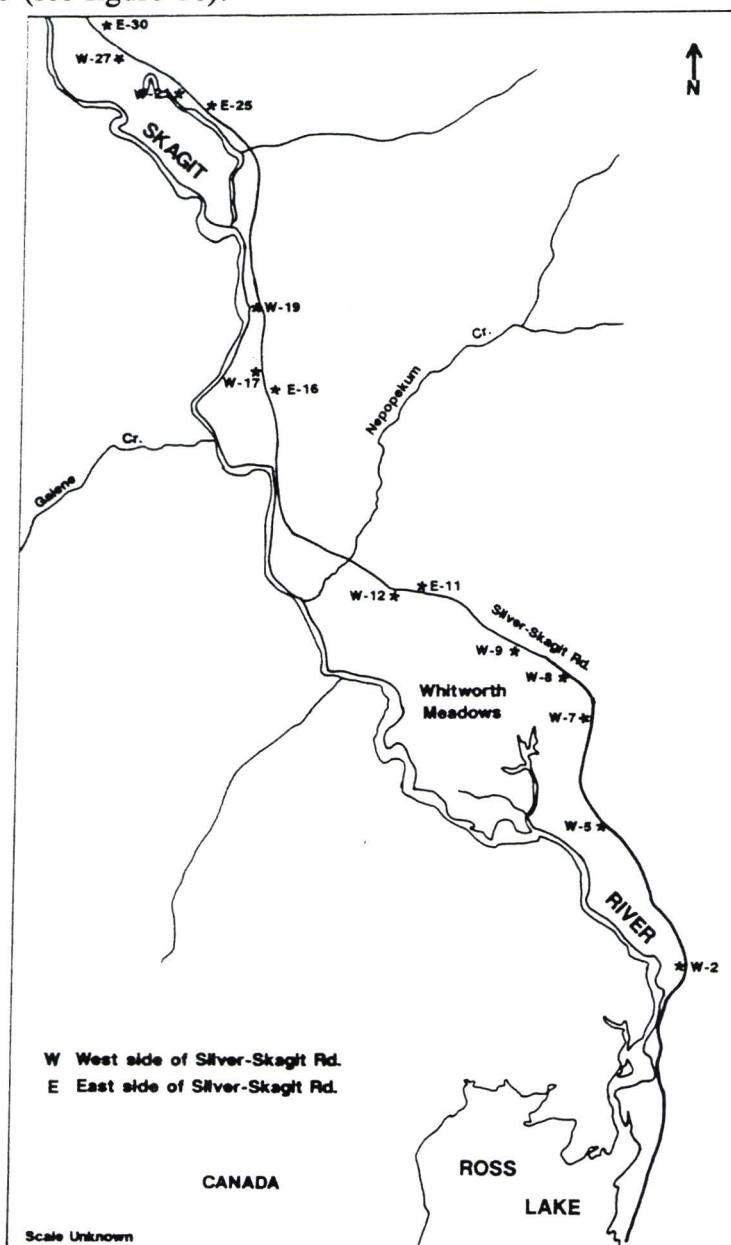 (see figure
E-30
W-27
N
E-25
SKAGIT
W-19
W-17
E-16
Cr.
Nepopekum
Cr.
Galene
E-11
W-12
Silver-Skagit Rd.
W-9
W-8
Whitworth
Meadows
W-7
W-5
RIVER
W-2
W West side of Silver-Skagit Rd.
E East side of Silver-Skagit Rd.
ROSS
CANADA
LAKE
Scale Unknown